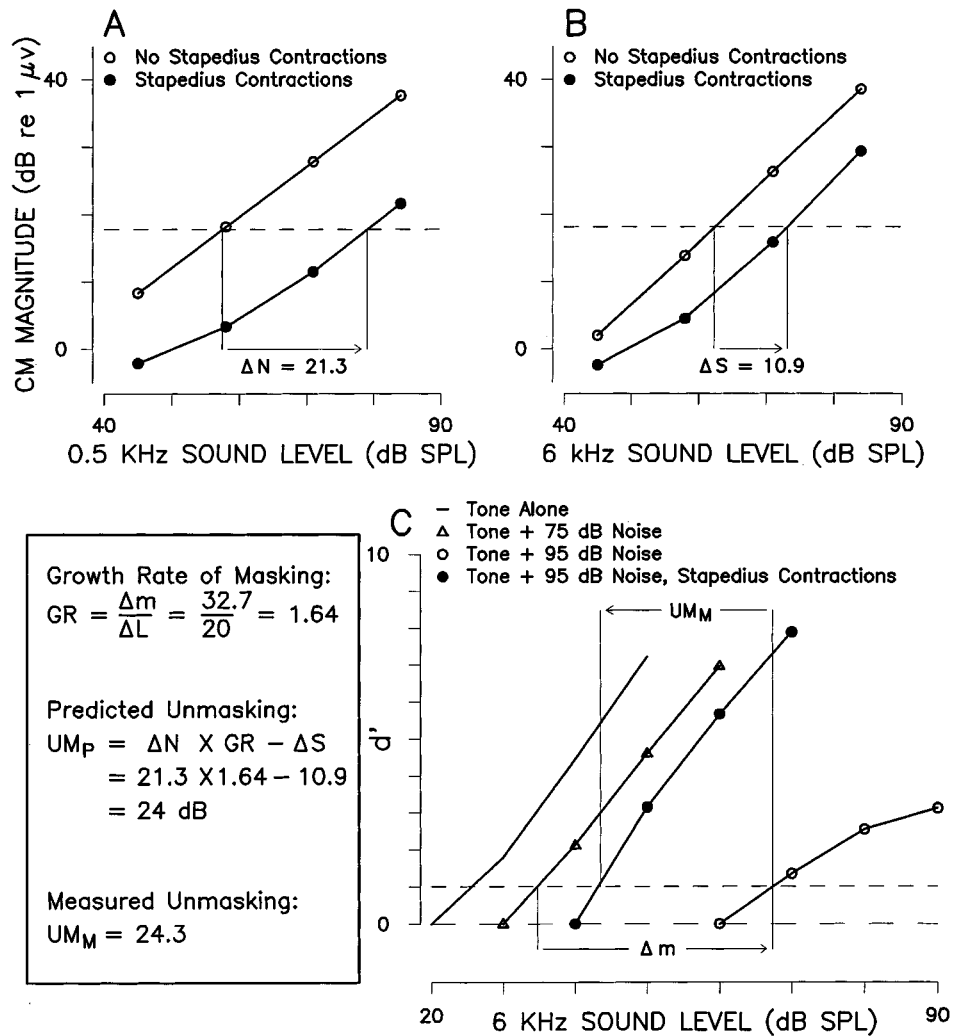 A
○ No Stapedius Contractions
● Stapedius Contractions
CM MAGNITUDE (dB re 1 μv)
40
0
ΔN = 21.3
40 90
0.5 KHz SOUND LEVEL (dB SPL)
B
○ No Stapedius Contractions
● Stapedius Contractions
40
0
ΔS = 10.9
40 90
6 kHz SOUND LEVEL (dB SPL)
Growth Rate of Masking:
GR = Δm/ΔL = 32.7/20 = 1.64
Predicted Unmasking:
UMP = ΔN X GR − ΔS
= 21.3 X1.64 − 10.9
= 24 dB
Measured Unmasking:
UMM = 24.3
C
− Tone Alone
△ Tone + 75 dB Noise
○ Tone + 95 dB Noise
● Tone + 95 dB Noise, Stapedius Contractions
10
UMM
d'
0
Δm
20 90
6 KHz SOUND LEVEL (dB SPL)